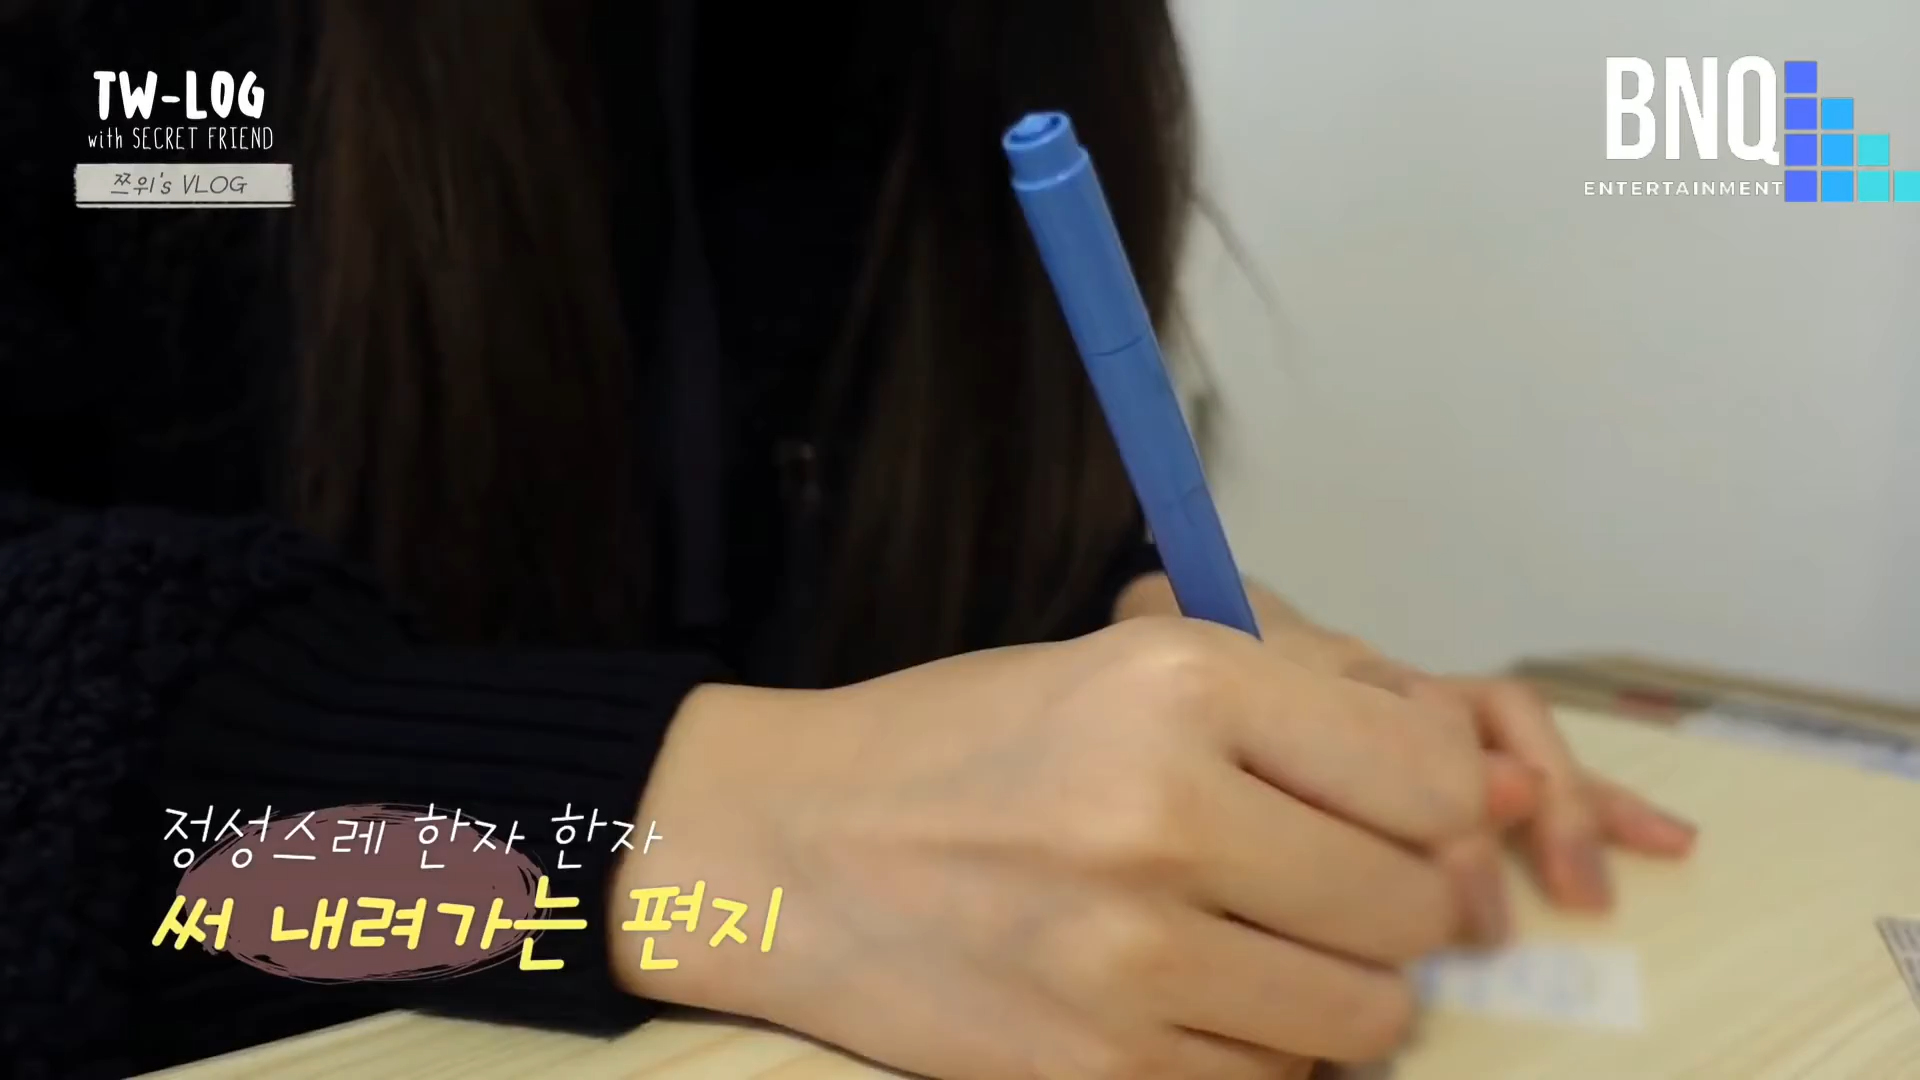 TW-LOG
with SECRET FRIEND
쯔위's VLOG
BNQ
ENTERTAINMENT
정성스레 한자 한자
써 내려가는 편지